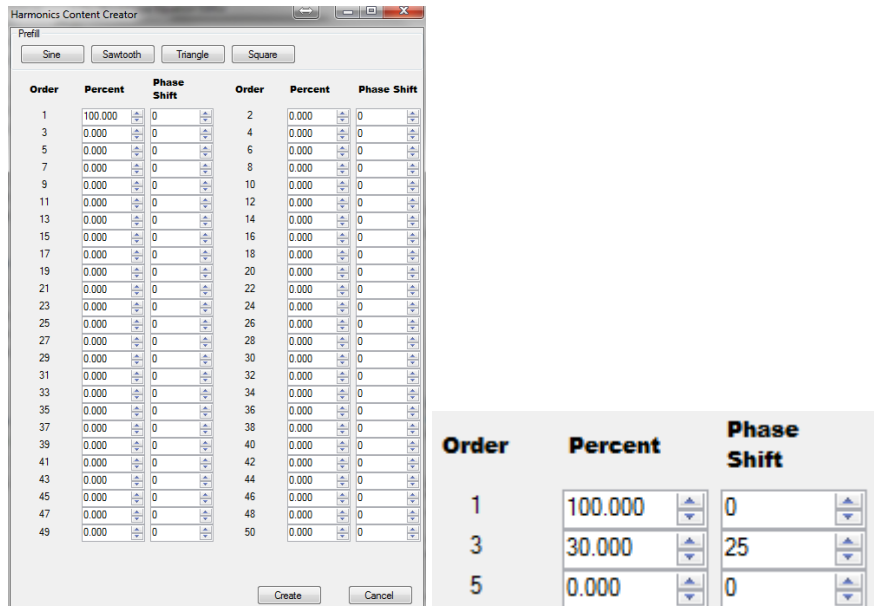 Harmonics Content Creator
Prefill
Sine Sawtooth Triangle Square
Order Percent Phase Shift Order Percent Phase Shift
1 100.000 0 2 0.000 0
3 0.000 0 4 0.000 0
5 0.000 0 6 0.000 0
7 0.000 0 8 0.000 0
9 0.000 0 10 0.000 0
11 0.000 0 12 0.000 0
13 0.000 0 14 0.000 0
15 0.000 0 16 0.000 0
17 0.000 0 18 0.000 0
19 0.000 0 20 0.000 0
21 0.000 0 22 0.000 0
23 0.000 0 24 0.000 0
25 0.000 0 26 0.000 0
27 0.000 0 28 0.000 0
29 0.000 0 30 0.000 0
31 0.000 0 32 0.000 0
33 0.000 0 34 0.000 0
35 0.000 0 36 0.000 0
37 0.000 0 38 0.000 0
39 0.000 0 40 0.000 0
41 0.000 0 42 0.000 0
43 0.000 0 44 0.000 0
45 0.000 0 46 0.000 0
47 0.000 0 48 0.000 0
49 0.000 0 50 0.000 0
Create Cancel
Order Percent Phase Shift
1 100.000 0
3 30.000 25
5 0.000 0